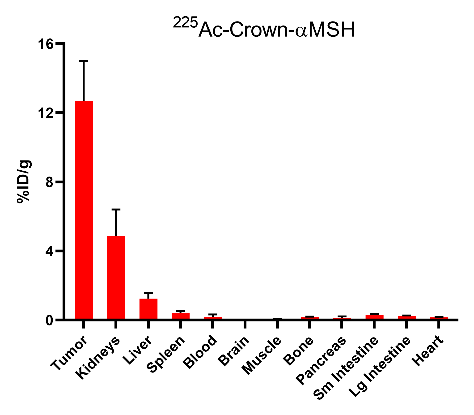 ²²⁵Ac-Crown-αMSH
%ID/g
16
12
8
4
0
Tumor
Kidneys
Liver
Spleen
Blood
Brain
Muscle
Bone
Pancreas
Sm Intestine
Lg Intestine
Heart